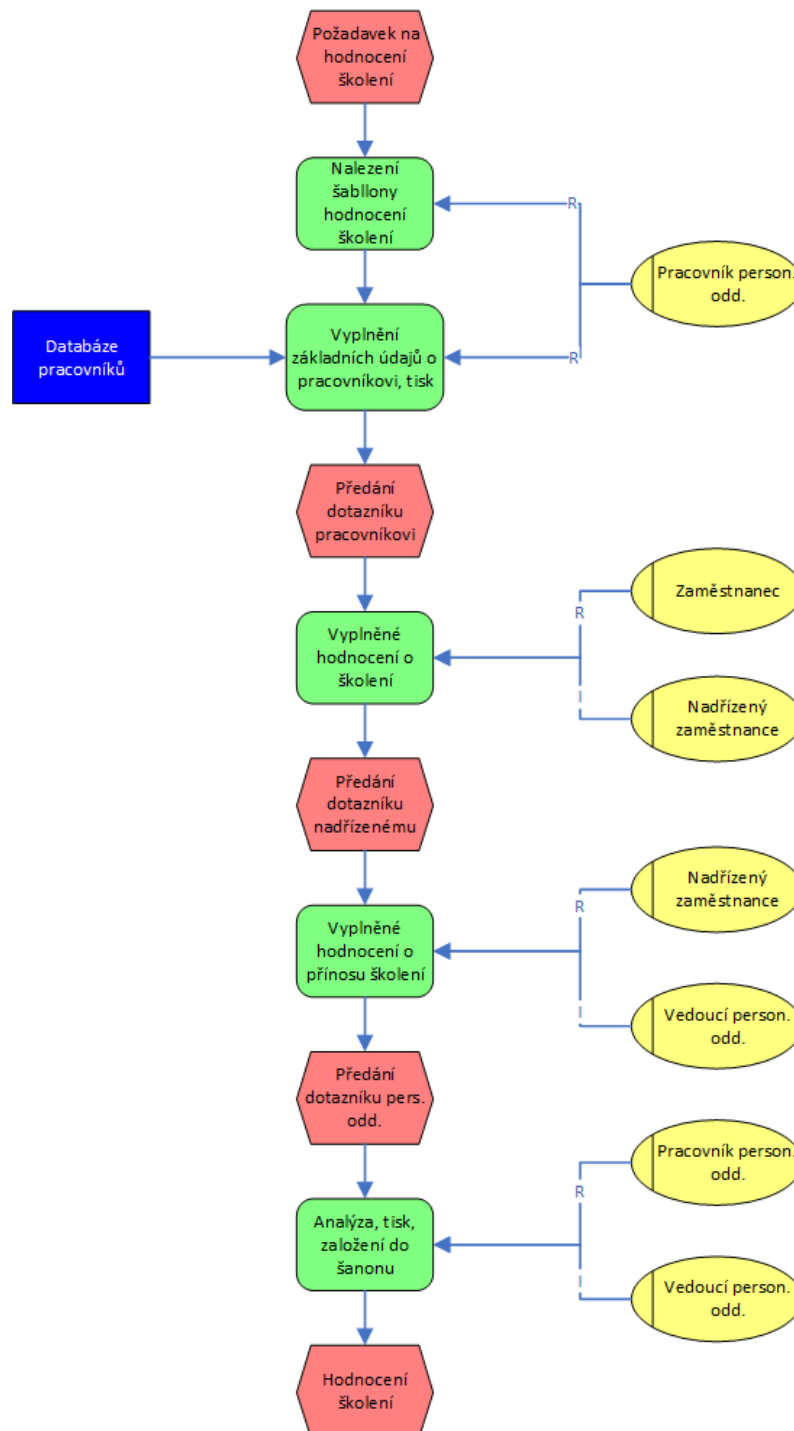 Požadavek na
hodnocení
školení
Nalezení
šabllony
hodnocení
školení
R
Pracovník person.
odd.
Databáze
pracovníků
Vyplnění
základních údajů o
pracovníkovi, tisk
R
Předání
dotazníku
pracovníkovi
Zaměstnanec
R
Vyplněné
hodnocení o
školení
I
Nadřízený
zaměstnance
Předání
dotazníku
nadřízenému
Nadřízený
zaměstnance
R
Vyplněné
hodnocení o
přínosu školení
I
Vedoucí person.
odd.
Předání
dotazníku pers.
odd.
Pracovník person.
odd.
R
Analýza, tisk,
založení do
šanonu
I
Vedoucí person.
odd.
Hodnocení
školení